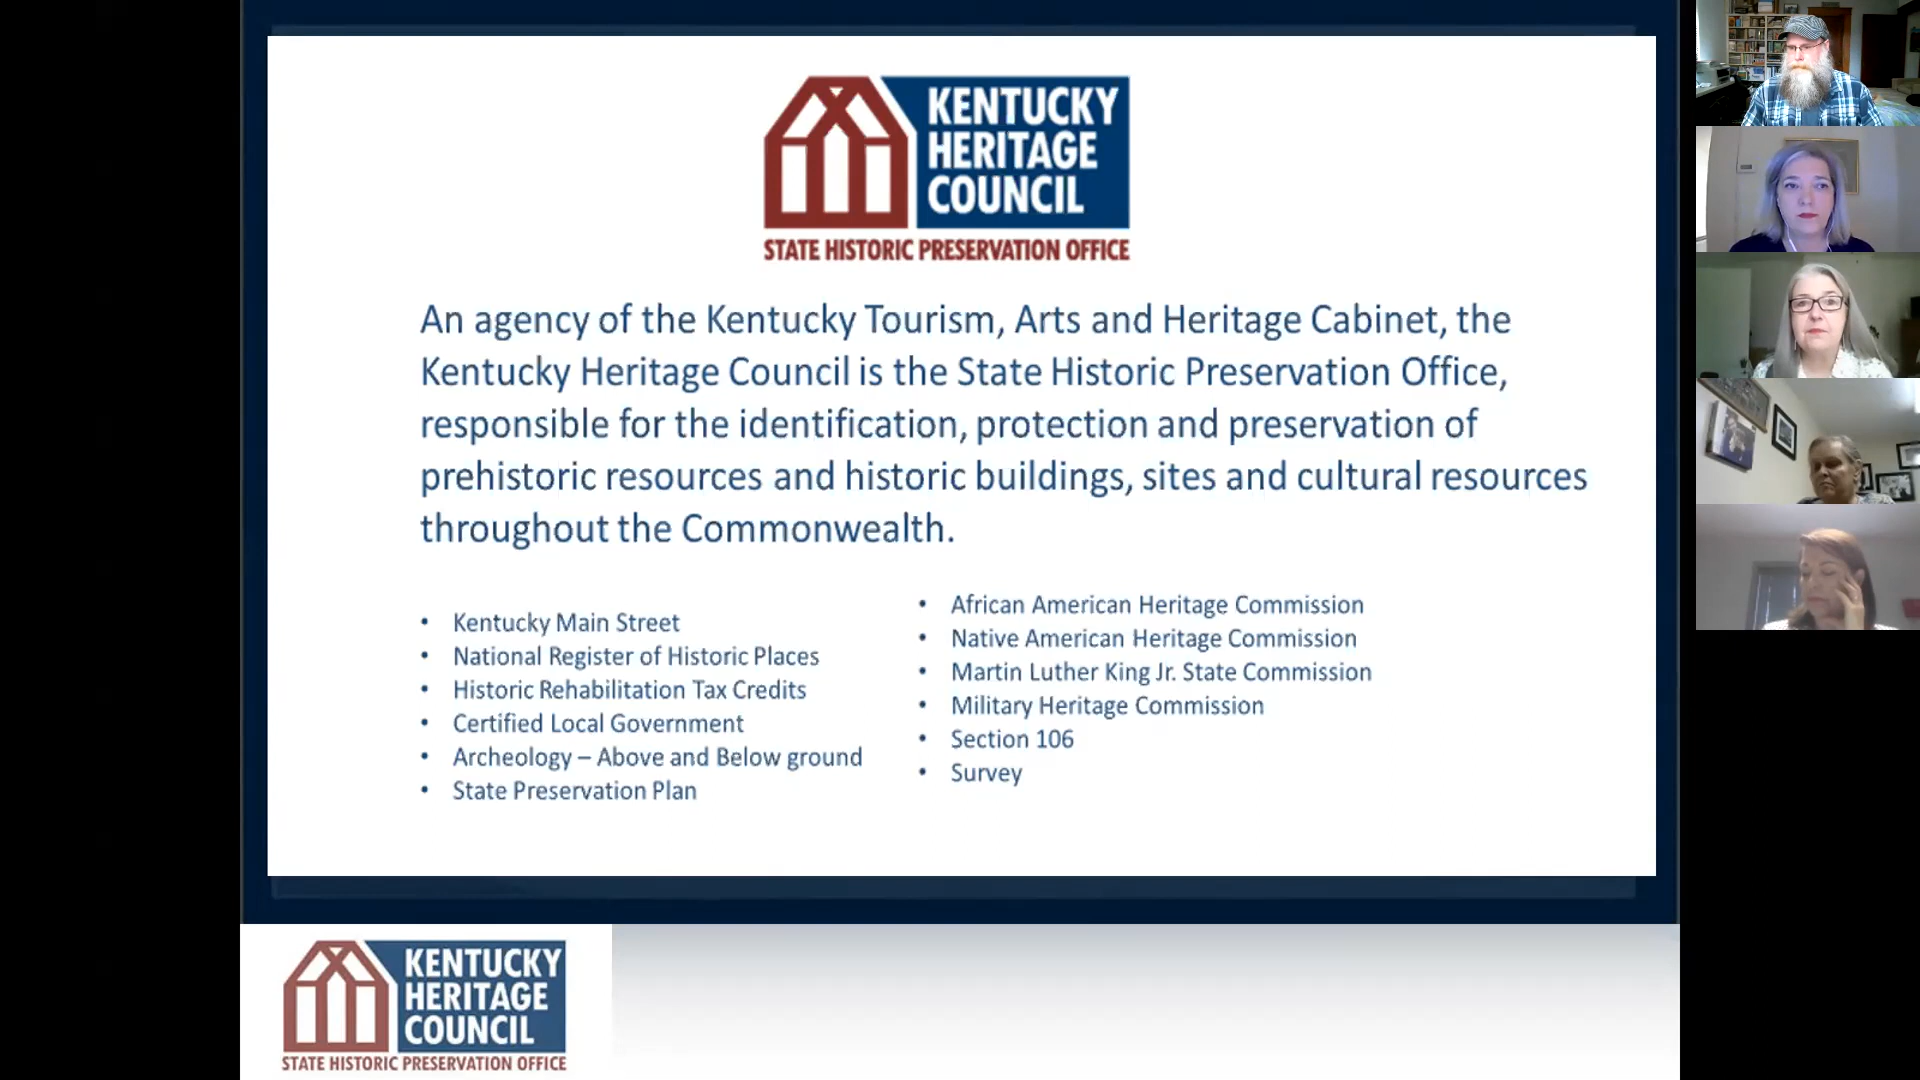 KENTUCKY
HERITAGE
COUNCIL
STATE HISTORIC PRESERVATION OFFICE
An agency of the Kentucky Tourism, Arts and Heritage Cabinet, the
Kentucky Heritage Council is the State Historic Preservation Office,
responsible for the identification, protection and preservation of
prehistoric resources and historic buildings, sites and cultural resources
throughout the Commonwealth.
• Kentucky Main Street
• National Register of Historic Places
• Historic Rehabilitation Tax Credits
• Certified Local Government
• Archeology – Above and Below ground
• State Preservation Plan
• African American Heritage Commission
• Native American Heritage Commission
• Martin Luther King Jr. State Commission
• Military Heritage Commission
• Section 106
• Survey
KENTUCKY
HERITAGE
COUNCIL
STATE HISTORIC PRESERVATION OFFICE